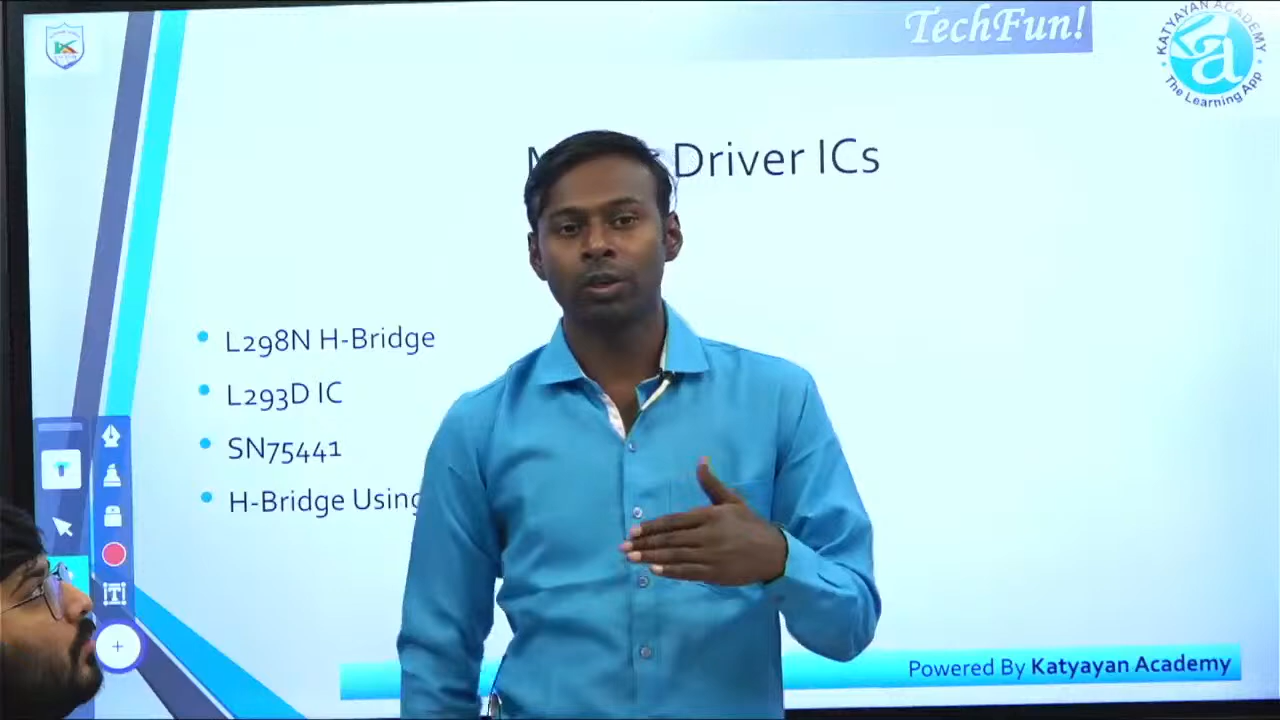 TechFun!
KATYAYAN ACADEMY
a
The Learning App
Driver ICs
L298N H-Bridge
L293D IC
SN75441
H-Bridge Using
T
Powered By Katyayan Academy